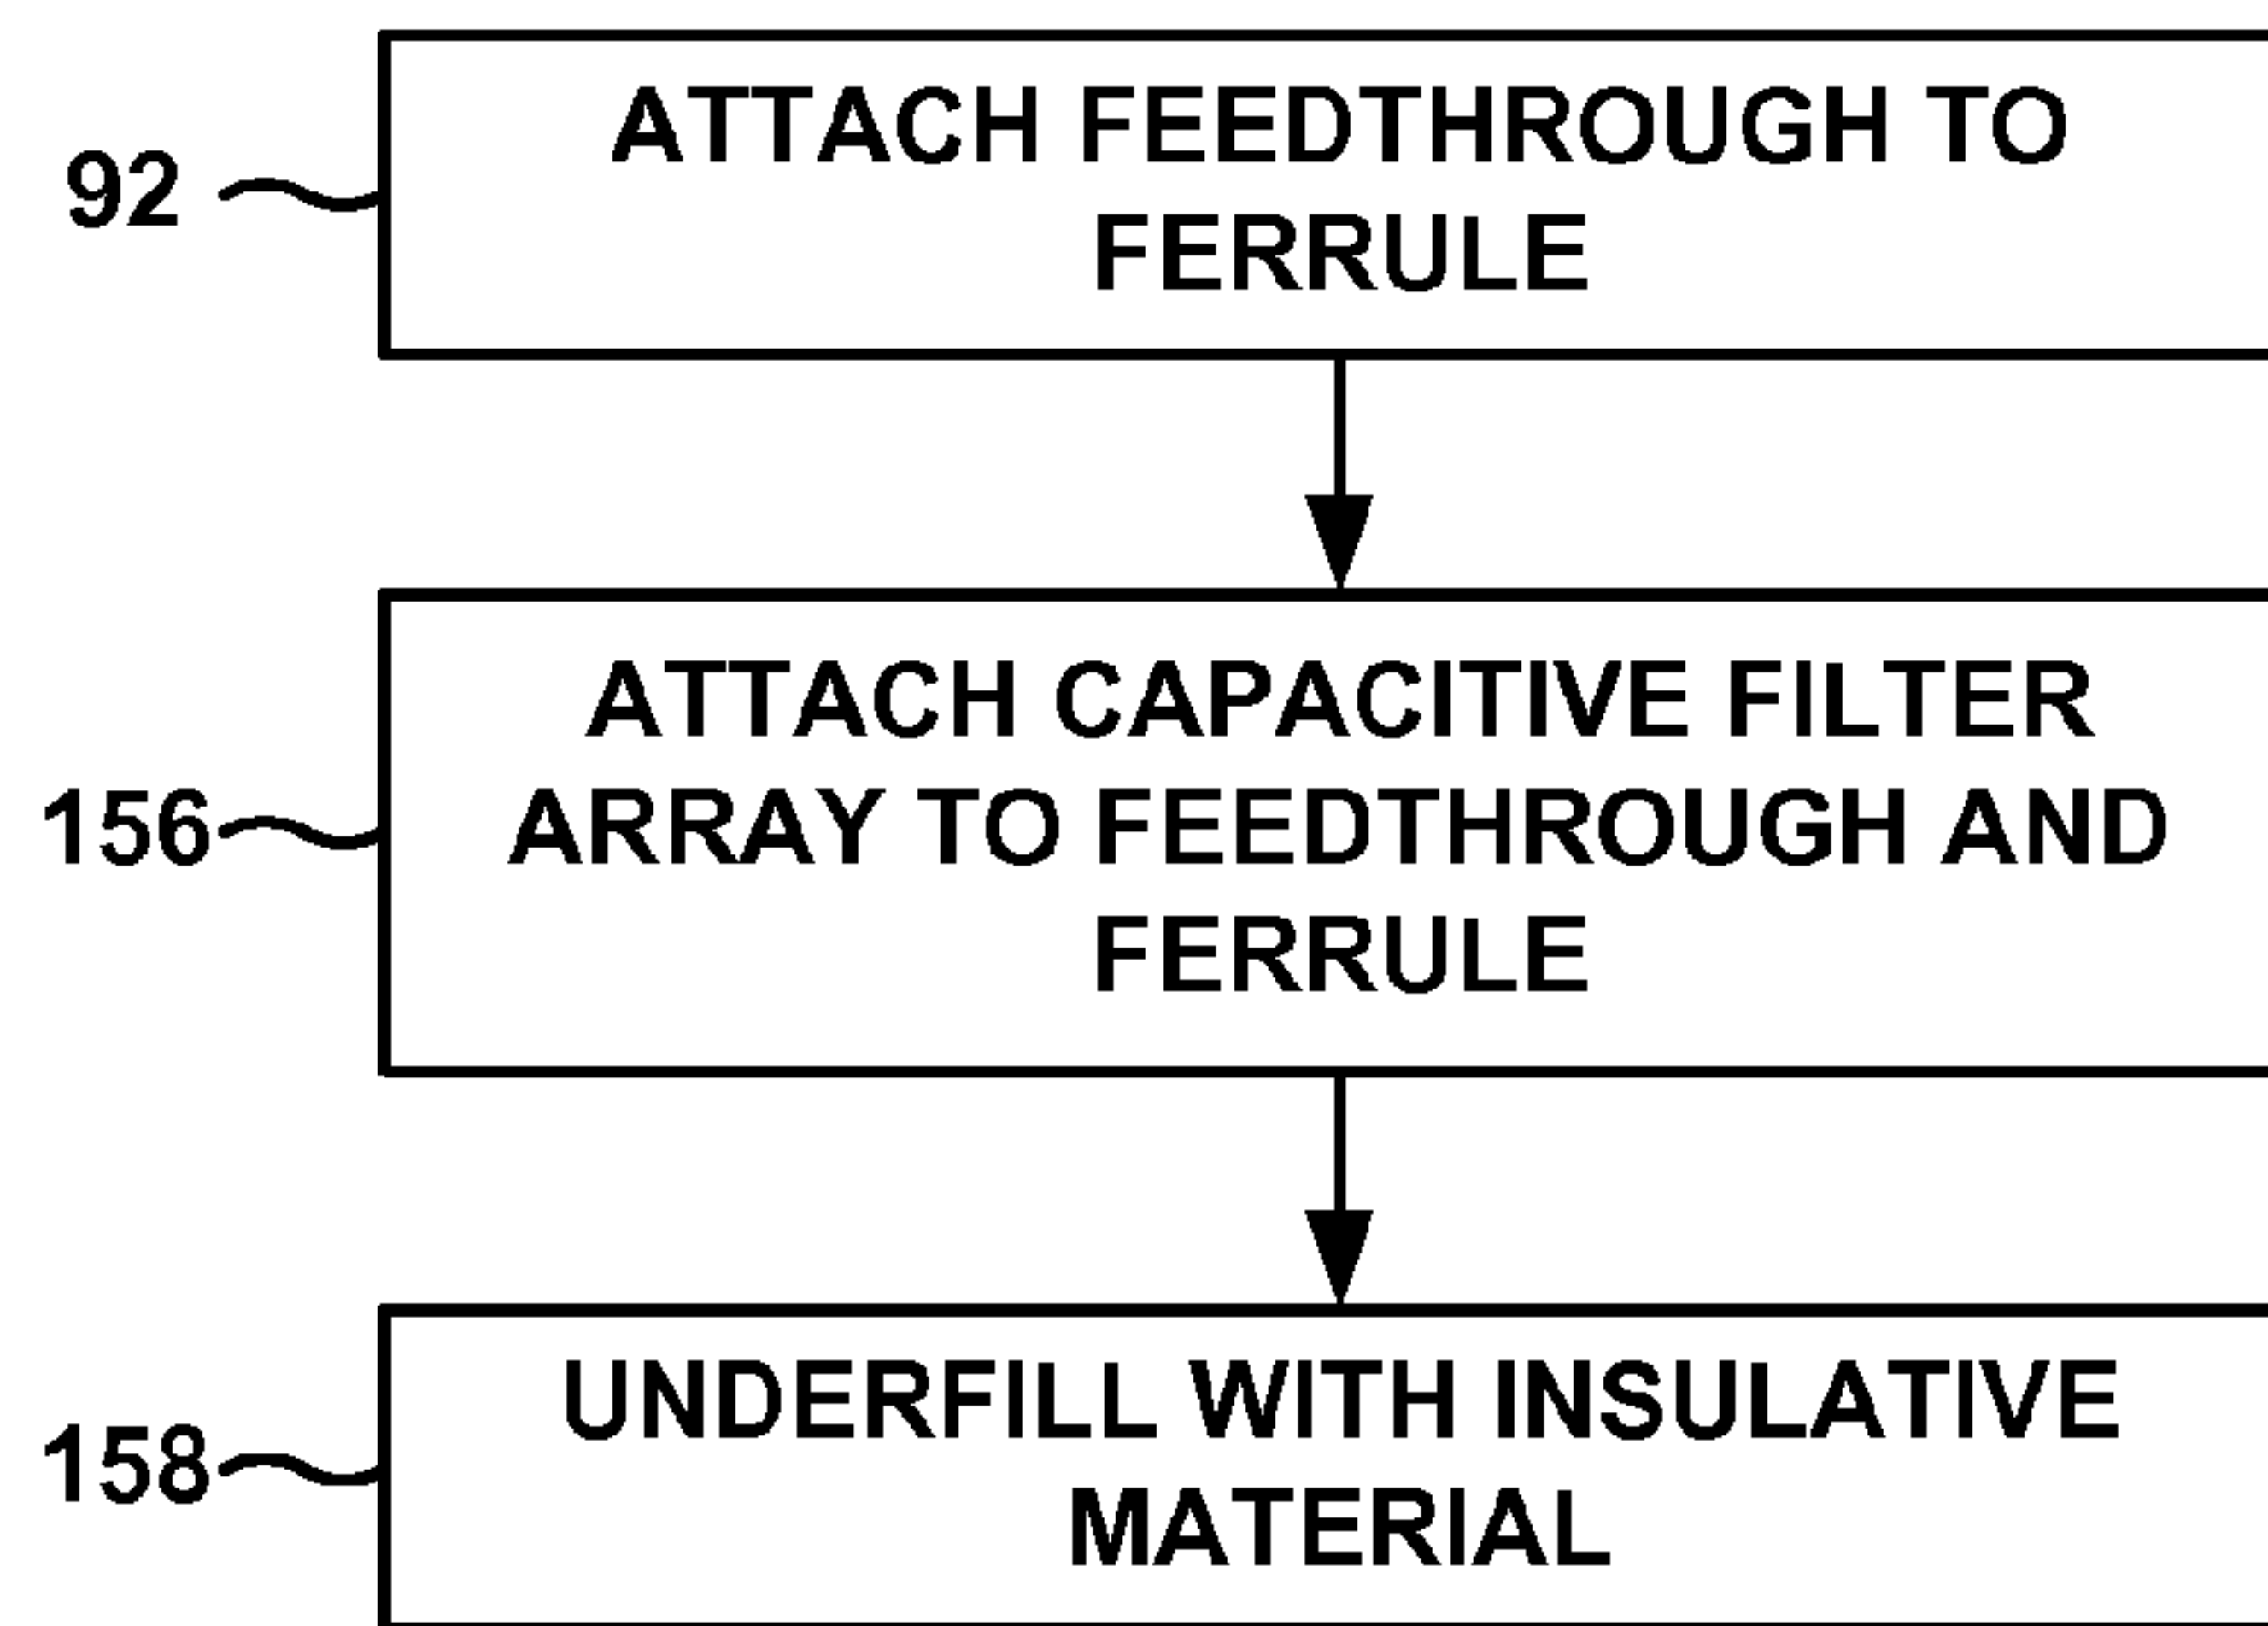 92
ATTACH FEEDTHROUGH TO
FERRULE
156
ATTACH CAPACITIVE FILTER
ARRAY TO FEEDTHROUGH AND
FERRULE
158
UNDERFILL WITH INSULATIVE
MATERIAL